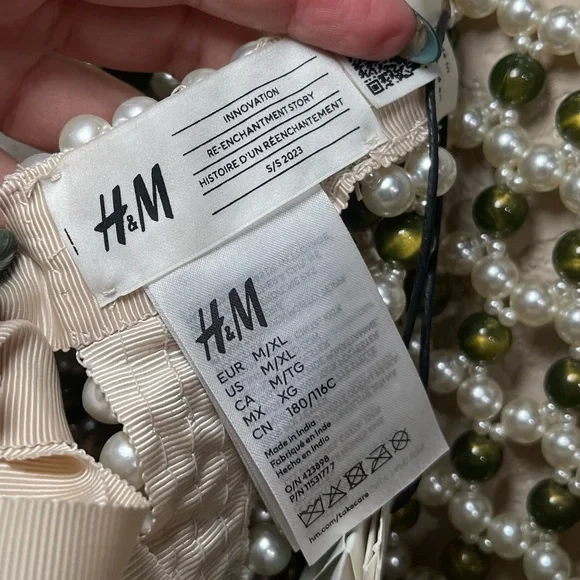 INNOVATION
RE-ENCHANTMENT STORY
HISTOIRE D'UN RÉENCHANTEMENT
S/S 2023
H&M
H&M
EUR M/XL
US M/XL
CA M/TG
MX XG
CN 180/116C
Made in India
Fabriqué en Inde
Hecho en India
O/N 423898
P/N 1153177 7
hm.com/takecare